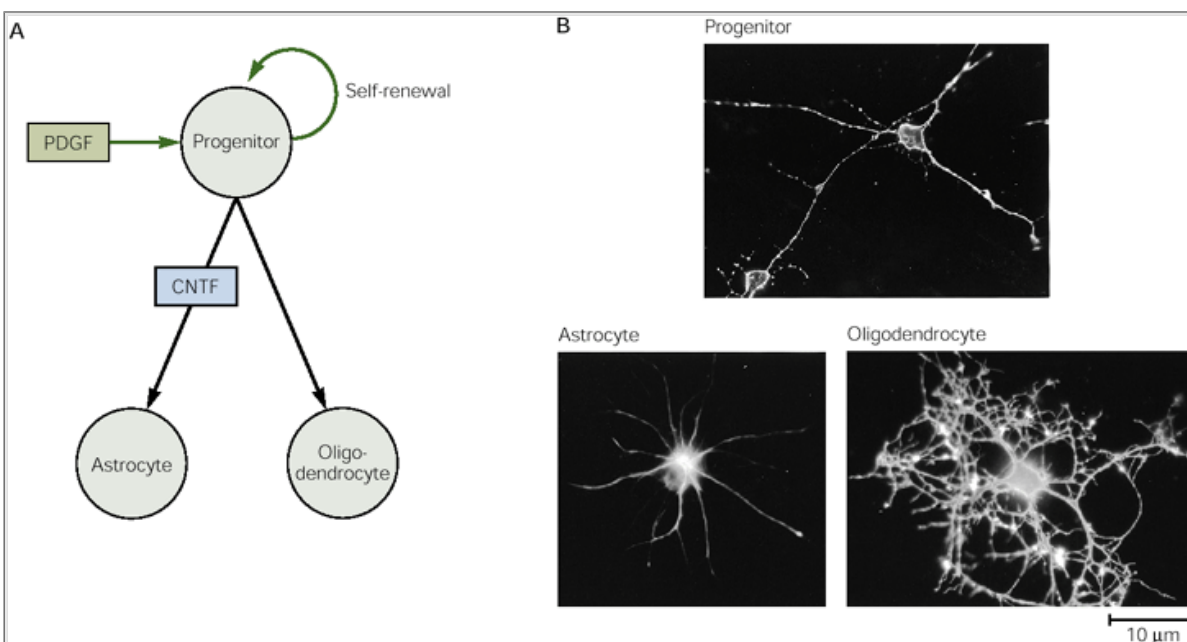 A
Self-renewal
PDGF
Progenitor
CNTF
Astrocyte
Oligo-
dendrocyte
B
Progenitor
Astrocyte
Oligodendrocyte
10 μm